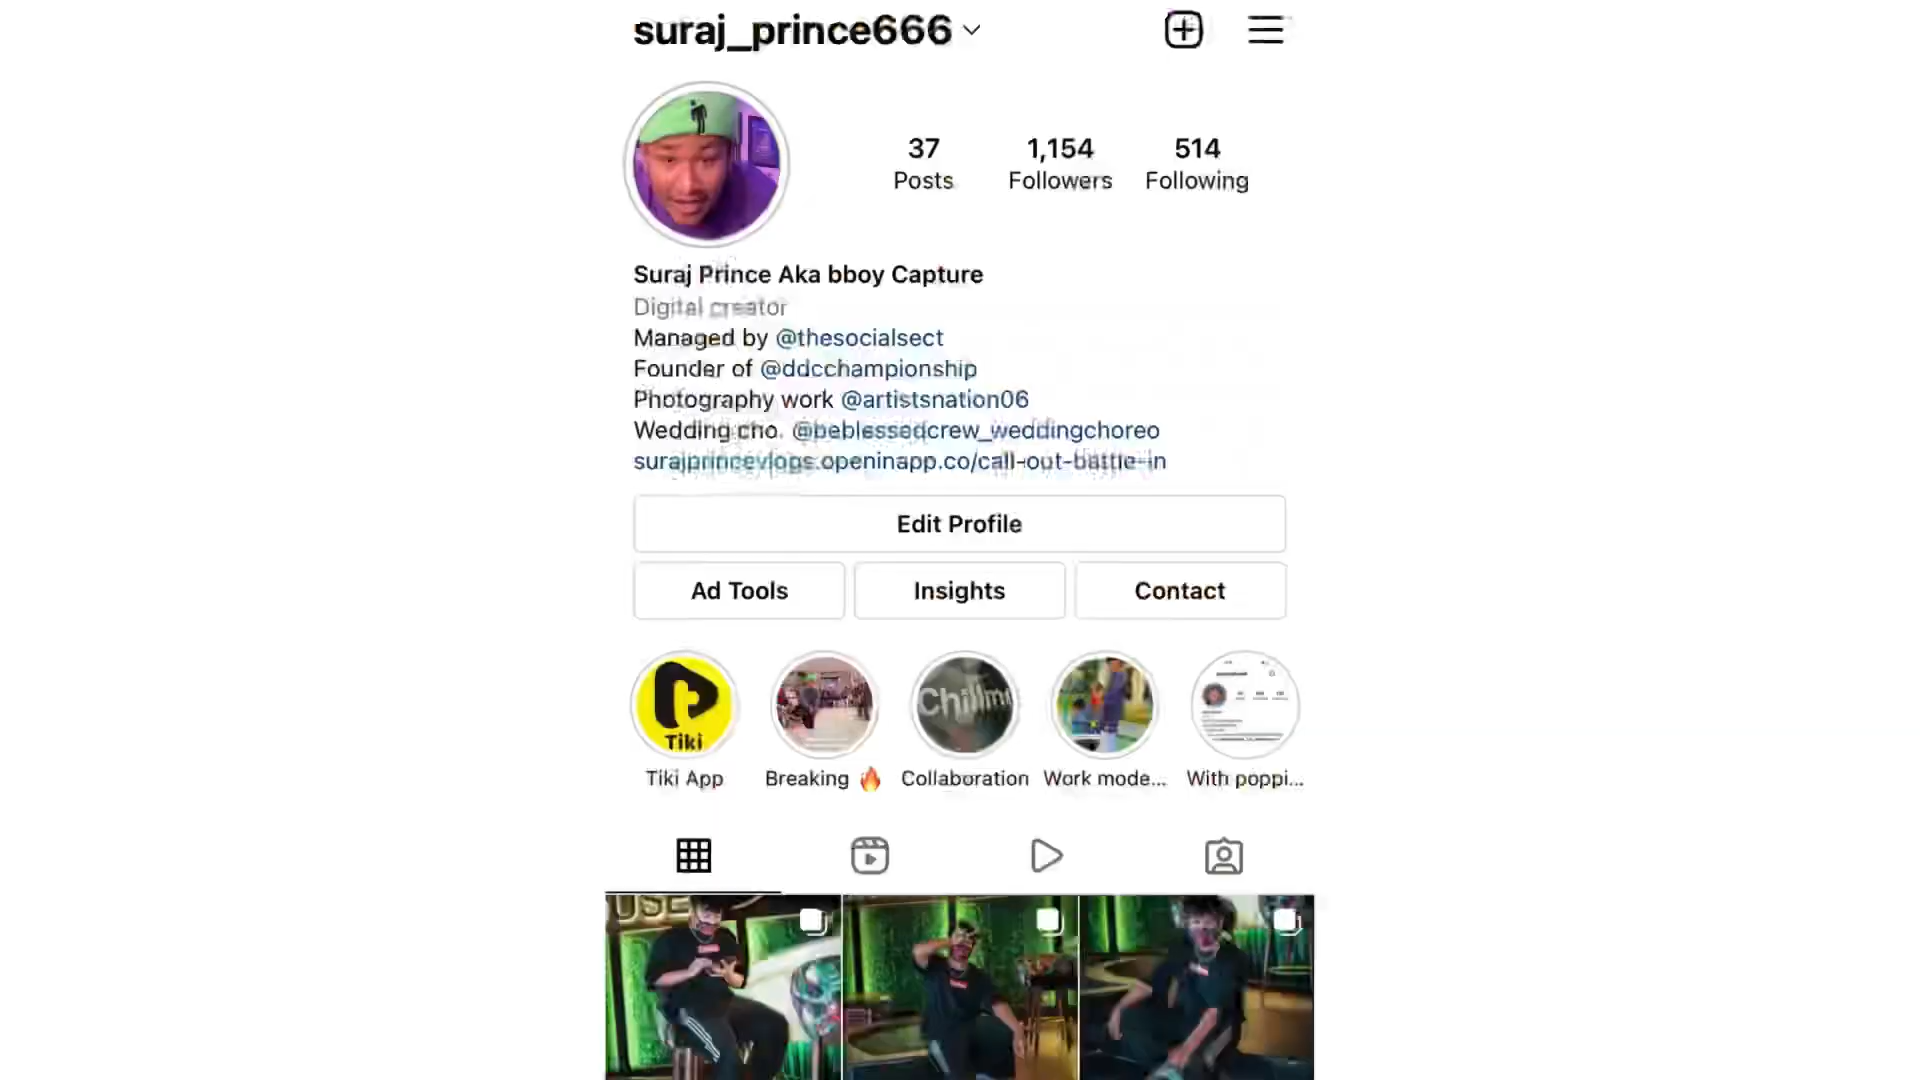 suraj_prince666
37 1,154 514
Posts Followers Following
Suraj Prince Aka bboy Capture
Digital creator
Managed by @thesocialsect
Founder of @ddcchampionship
Photography work @artistsnation06
Wedding cho. @beblessedcrew_weddingchoreo
surajprincevlogs.openinapp.co/call-out-battle-in
Edit Profile
Ad Tools Insights Contact
Tiki
Chillm
Tiki App Breaking 🔥 Collaboration Work mode... With poppi...
USE